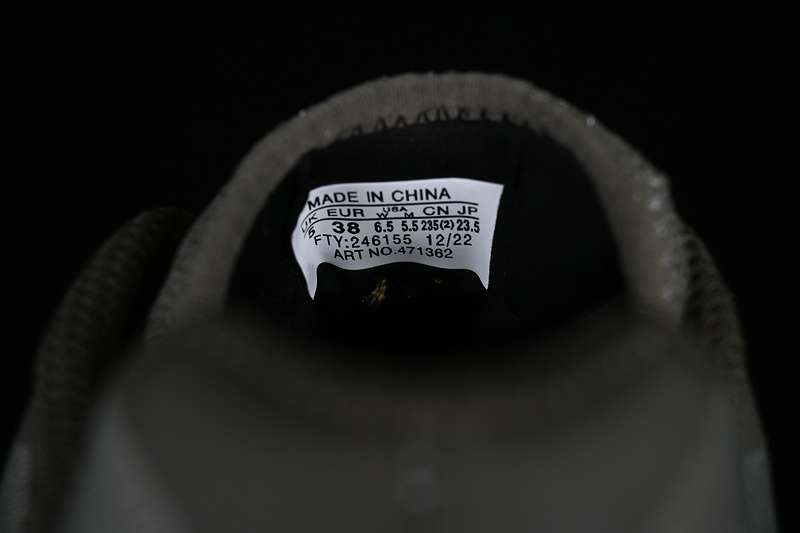 MADE IN CHINA
UK EUR USA W M CN JP
5 38 6.5 5.5 235(2) 23.5
FTY:246155 12/22
ART NO.471362